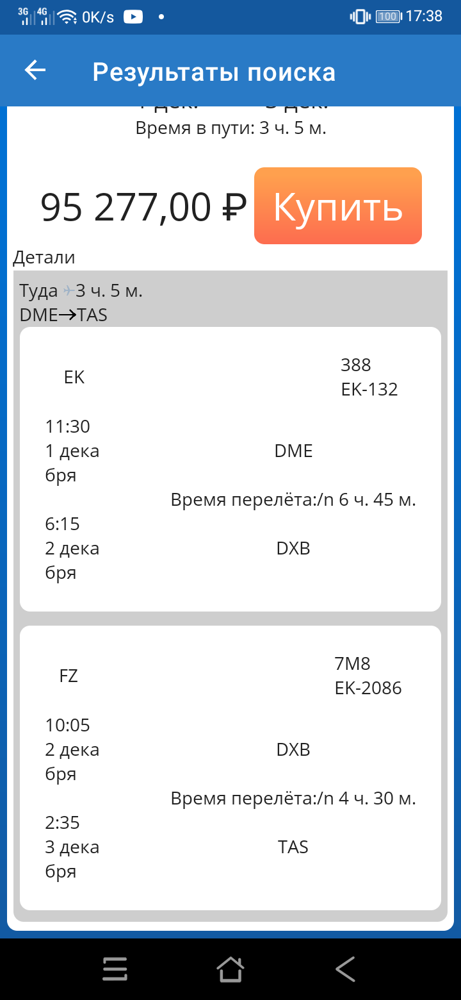 3G 4G 0K/s 100 17:38
Результаты поиска
Время в пути: 3 ч. 5 м.
95 277,00 ₽ Купить
Детали
Туда 3 ч. 5 м.
DME→TAS
388
EK
EK-132
11:30
1 дека
бря
DME
Время перелёта:/n 6 ч. 45 м.
6:15
2 дека
бря
DXB
7M8
FZ
EK-2086
10:05
2 дека
бря
DXB
Время перелёта:/n 4 ч. 30 м.
2:35
3 дека
бря
TAS